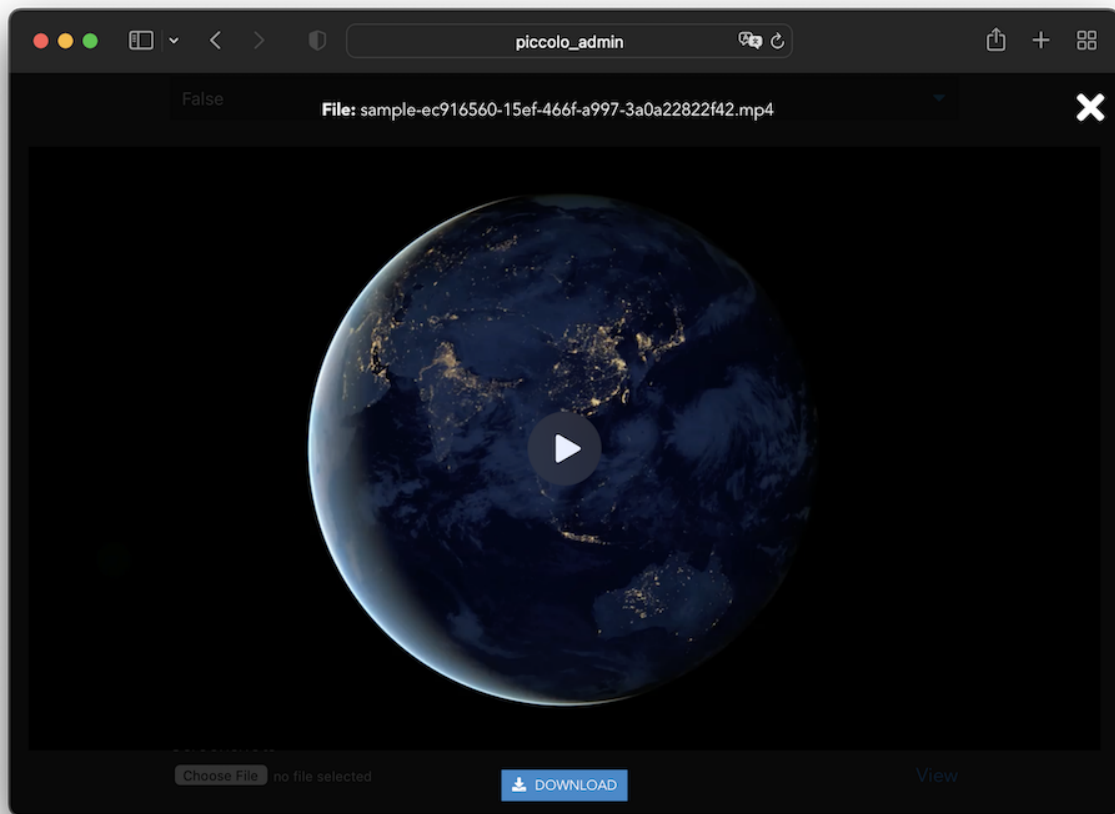 piccolo_admin
False
File: sample-ec916560-15ef-466f-a997-3a0a22822f42.mp4
Choose File no file selected
View
DOWNLOAD